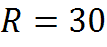 R = 30